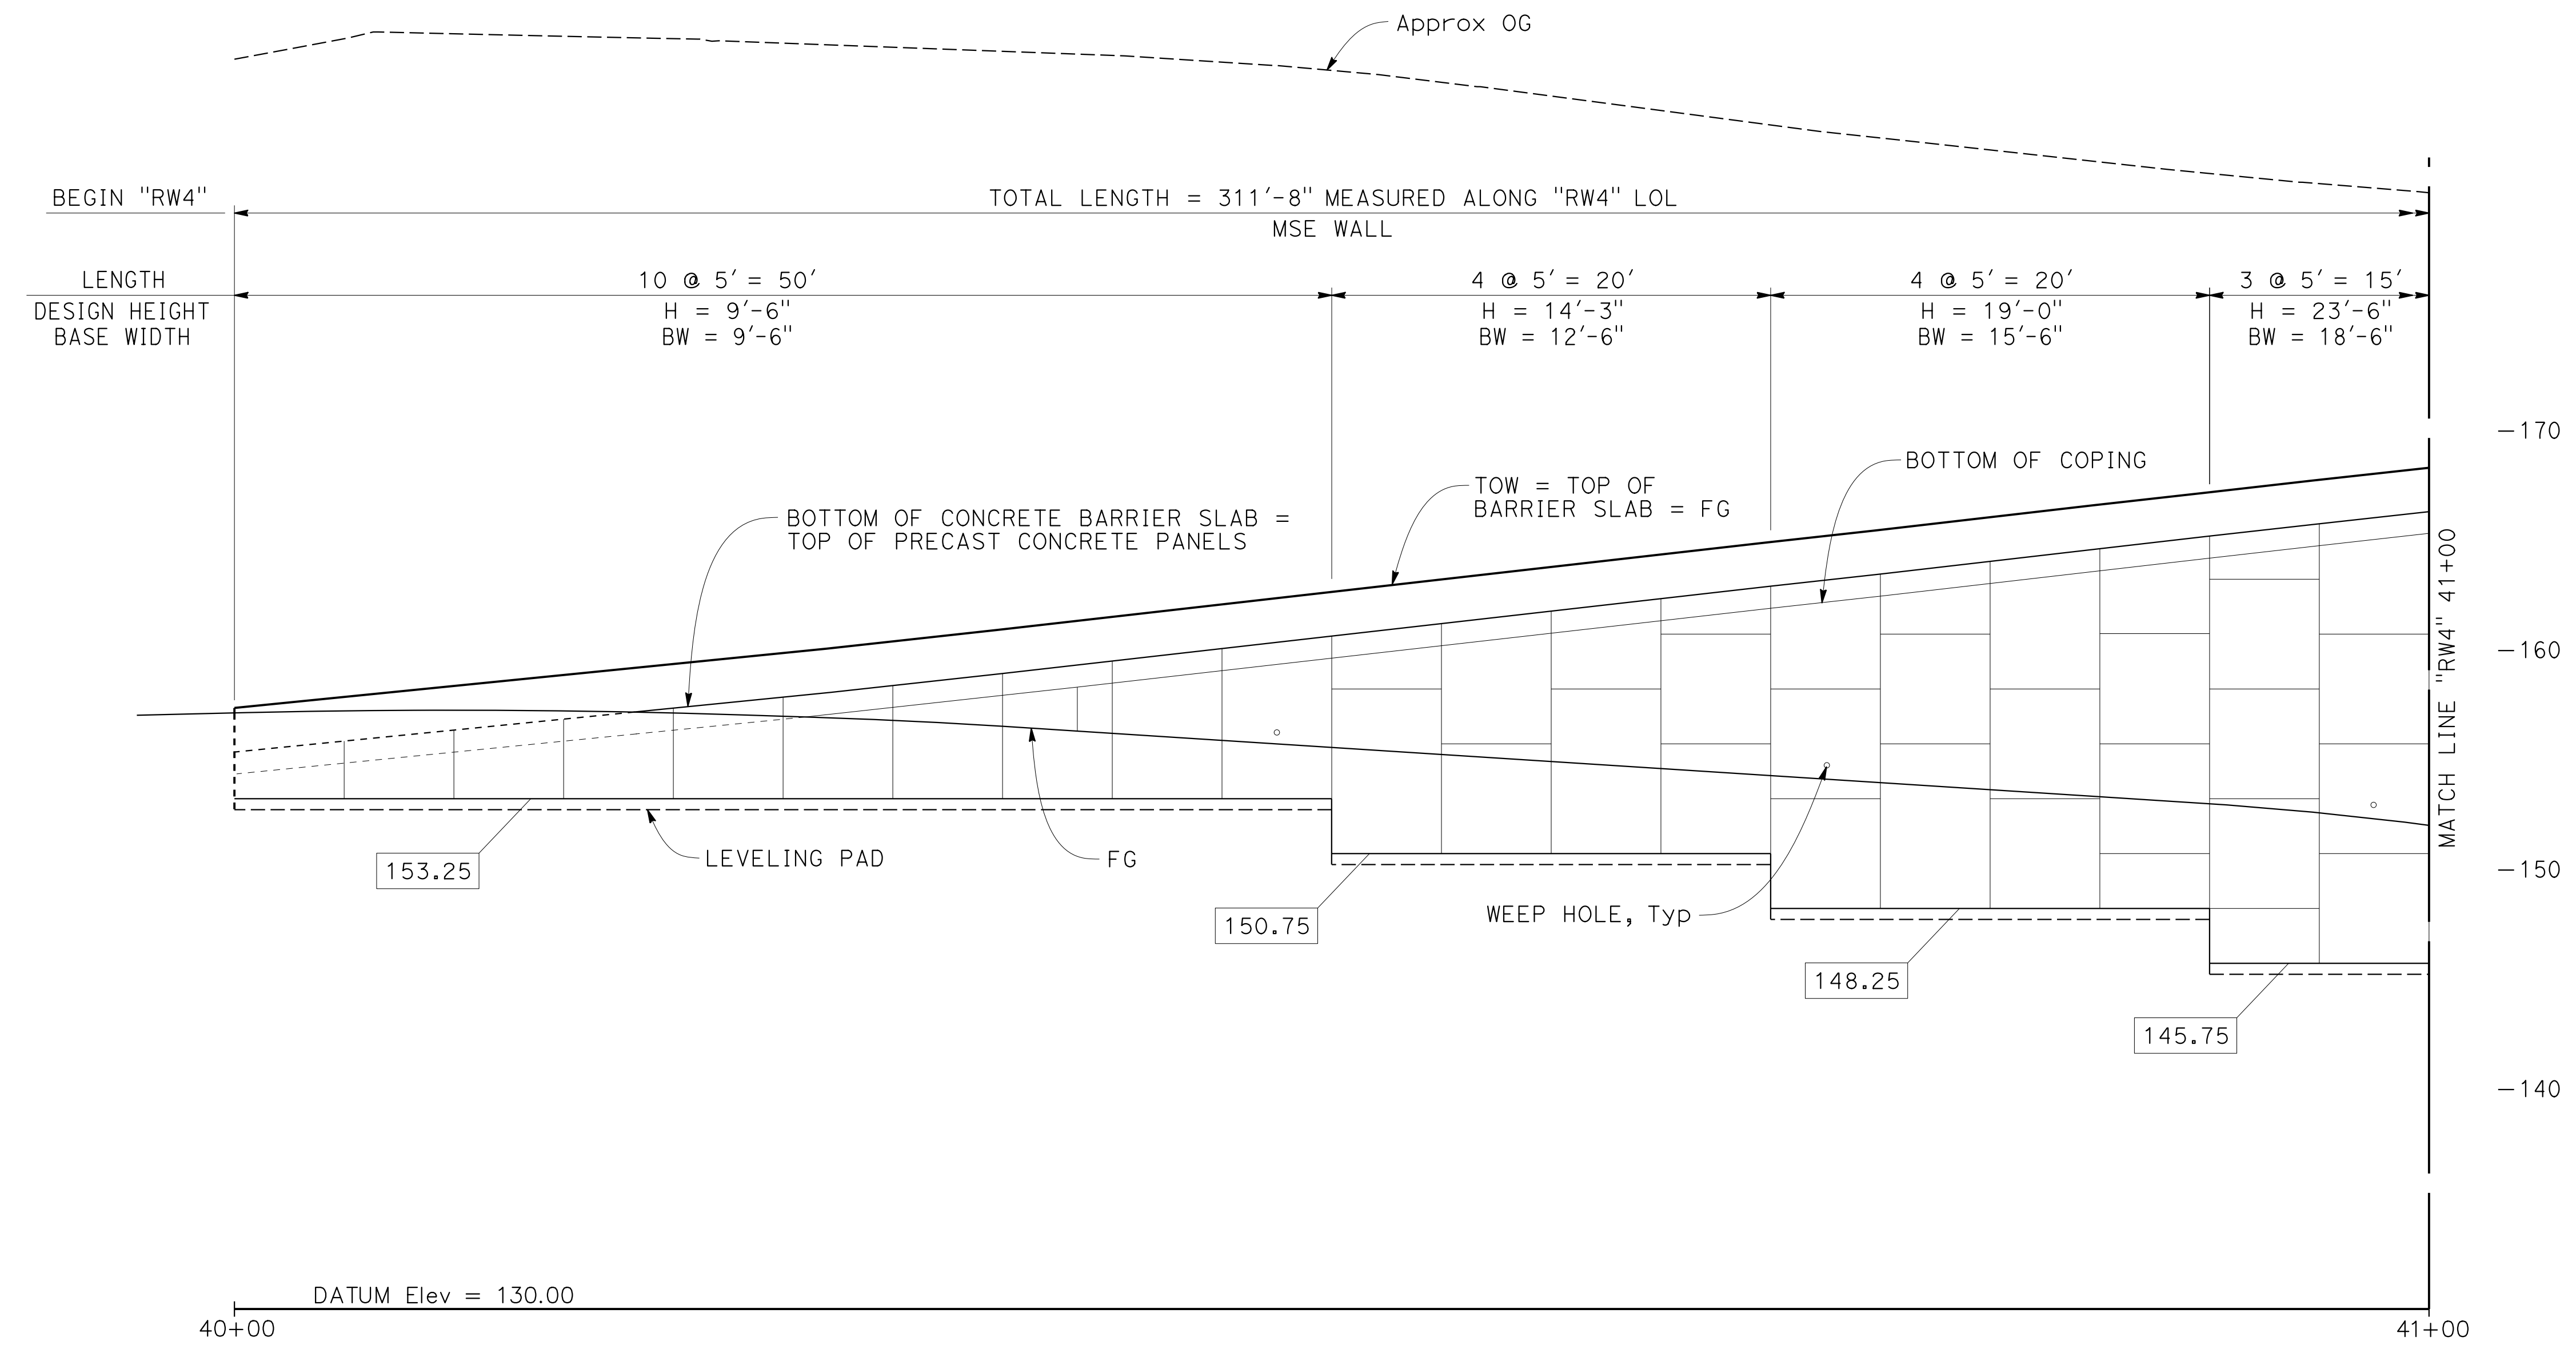 Approx OG
BEGIN "RW4"
TOTAL LENGTH = 311'-8" MEASURED ALONG "RW4" LOL
MSE WALL
LENGTH
DESIGN HEIGHT
BASE WIDTH
10 @ 5' = 50'
H = 9'-6"
BW = 9'-6"
4 @ 5' = 20'
H = 14'-3"
BW = 12'-6"
4 @ 5' = 20'
H = 19'-0"
BW = 15'-6"
3 @ 5' = 15'
H = 23'-6"
BW = 18'-6"
-170
BOTTOM OF COPING
TOW = TOP OF
BARRIER SLAB = FG
BOTTOM OF CONCRETE BARRIER SLAB =
TOP OF PRECAST CONCRETE PANELS
MATCH LINE "RW4" 41+00
-160
153.25
LEVELING PAD
FG
-150
150.75
WEEP HOLE, Typ
148.25
145.75
-140
DATUM Elev = 130.00
40+00
41+00